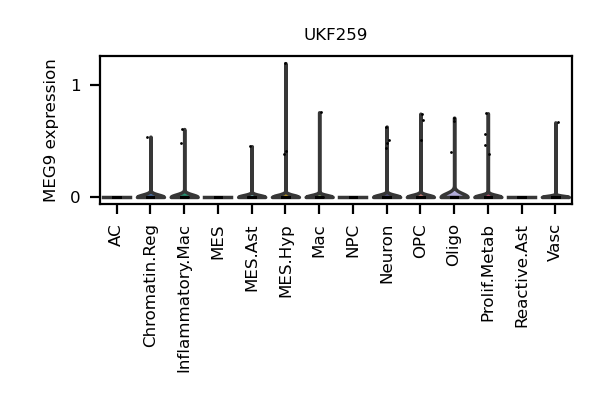 UKF259
MEG9 expression
1
0
AC
Chromatin.Reg
Inflammatory.Mac
MES
MES.Ast
MES.Hyp
Mac
NPC
Neuron
OPC
Oligo
Prolif.Metab
Reactive.Ast
Vasc